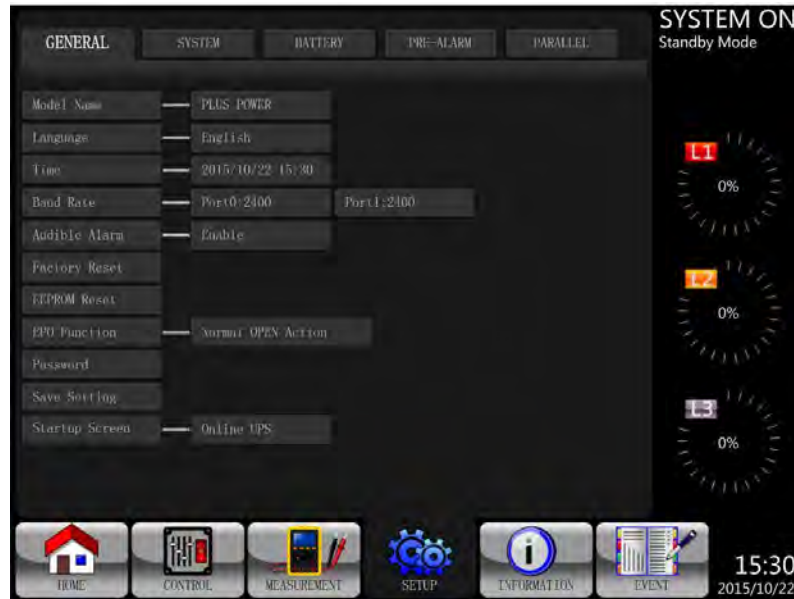 SYSTEM ON
Standby Mode
GENERAL SYSTEM BATTERY PRE-ALARM PARALLEL
Model Name PLUS POWER
Language English
Time 2015/10/22 15:30
Baud Rate Port0:2400 Port1:2400
Audible Alarm Enable
Factory Reset
EEPROM Reset
EPO Function Normal OPEN Action
Password
Save Setting
Startup Screen Online UPS
L1
0%
L2
0%
L3
0%
HOME CONTROL MEASUREMENT SETUP INFORMATION EVENT
15:30
2015/10/22